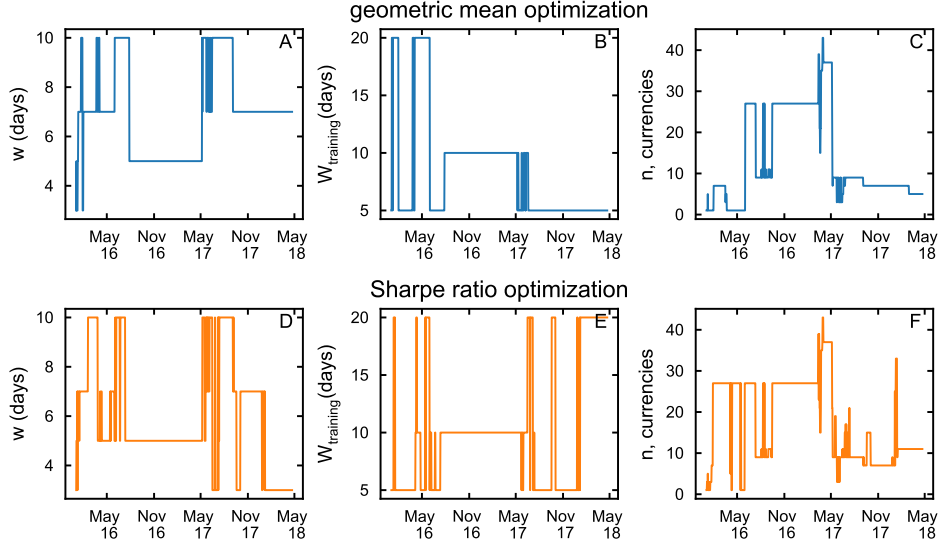 geometric mean optimization
A
w (days)
10
8
6
4
May 16
Nov 16
May 17
Nov 17
May 18
B
Wtraining(days)
20
15
10
5
May 16
Nov 16
May 17
Nov 17
May 18
C
n, currencies
40
30
20
10
0
May 16
Nov 16
May 17
Nov 17
May 18
Sharpe ratio optimization
D
w (days)
10
8
6
4
May 16
Nov 16
May 17
Nov 17
May 18
E
Wtraining(days)
20
15
10
5
May 16
Nov 16
May 17
Nov 17
May 18
F
n, currencies
40
30
20
10
0
May 16
Nov 16
May 17
Nov 17
May 18